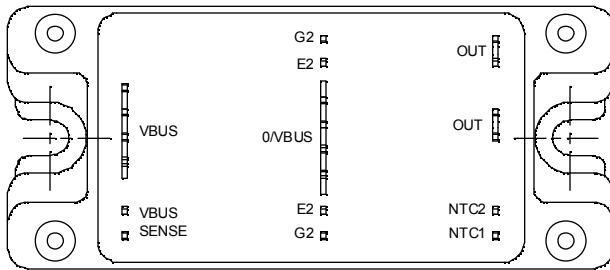 G2
OUT
E2
VBUS
0/VBUS
OUT
VBUS
SENSE
E2
G2
NTC2
NTC1